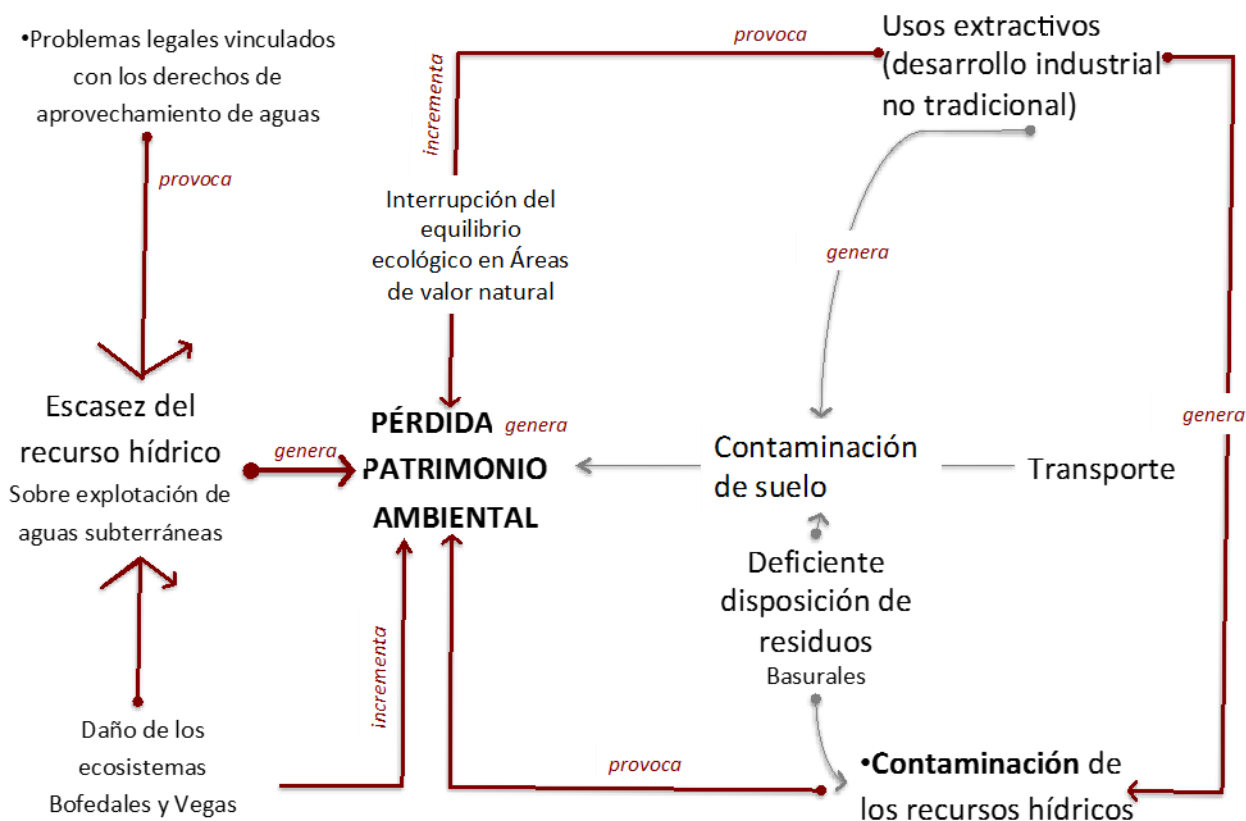 •Problemas legales vinculados
con los derechos de
aprovechamiento de aguas
provoca
Usos extractivos
(desarrollo industrial
no tradicional)
provoca
incrementa
Interrupción del
equilibrio
ecológico en Áreas
de valor natural
genera
genera
Escasez del
recurso hídrico
Sobre explotación de
aguas subterráneas
genera
PÉRDIDA
PATRIMONIO
AMBIENTAL
genera
Contaminación
de suelo
Transporte
Deficiente
disposición de
residuos
Basurales
incrementa
Daño de los
ecosistemas
Bofedales y Vegas
provoca
•Contaminación de
los recursos hídricos